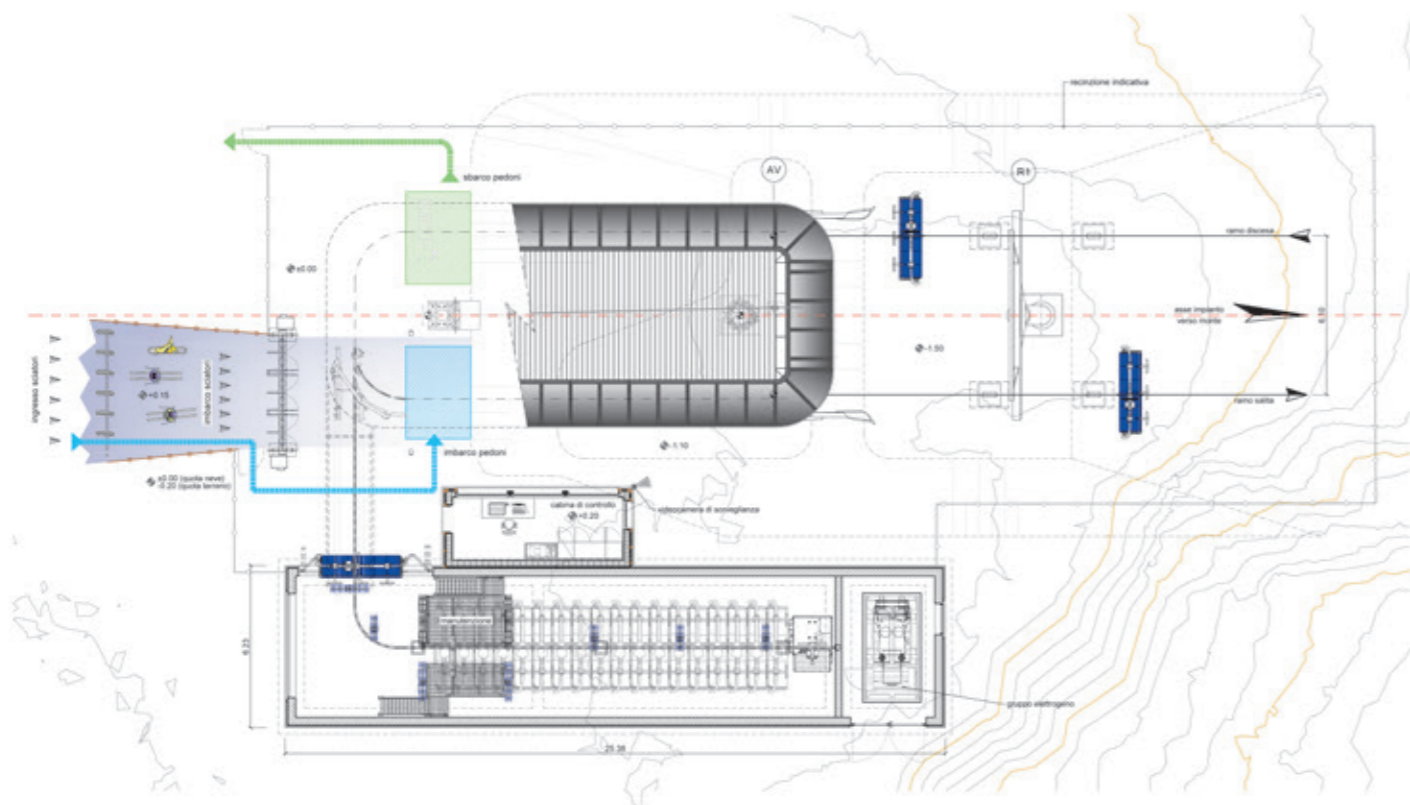 recinzione indicativa
AV
R1
sbarco pedoni
ramo discesa
±0.00
asse impianto
verso monte
6.10
-1.50
ingresso sciatori
+0.15
imbarco sciatori
ramo salita
-1.10
imbarco pedoni
±0.00 (quota neve)
-0.20 (quota terreno)
cabina di controllo
+0.20
videocamera di sorveglianza
6.23
gruppo elettrogeno
25.38